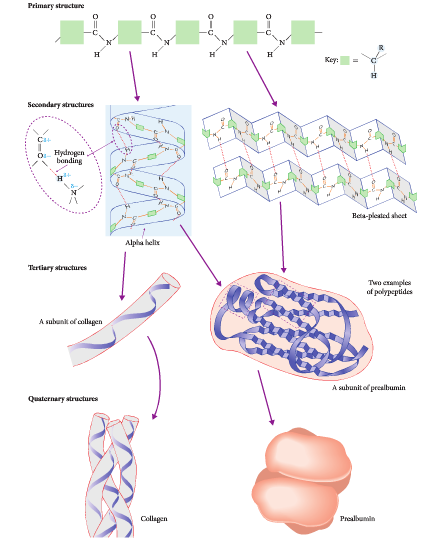 Primary structure
O
C
N
H
O
C
N
H
O
C
N
H
O
C
N
H
Key: =
R
C
H
Secondary structures
C δ+
O δ−
Hydrogen
bonding
H δ+
δ−
N
Alpha helix
Beta-pleated sheet
Tertiary structures
A subunit of collagen
Two examples
of polypeptides
A subunit of prealbumin
Quaternary structures
Collagen
Prealbumin